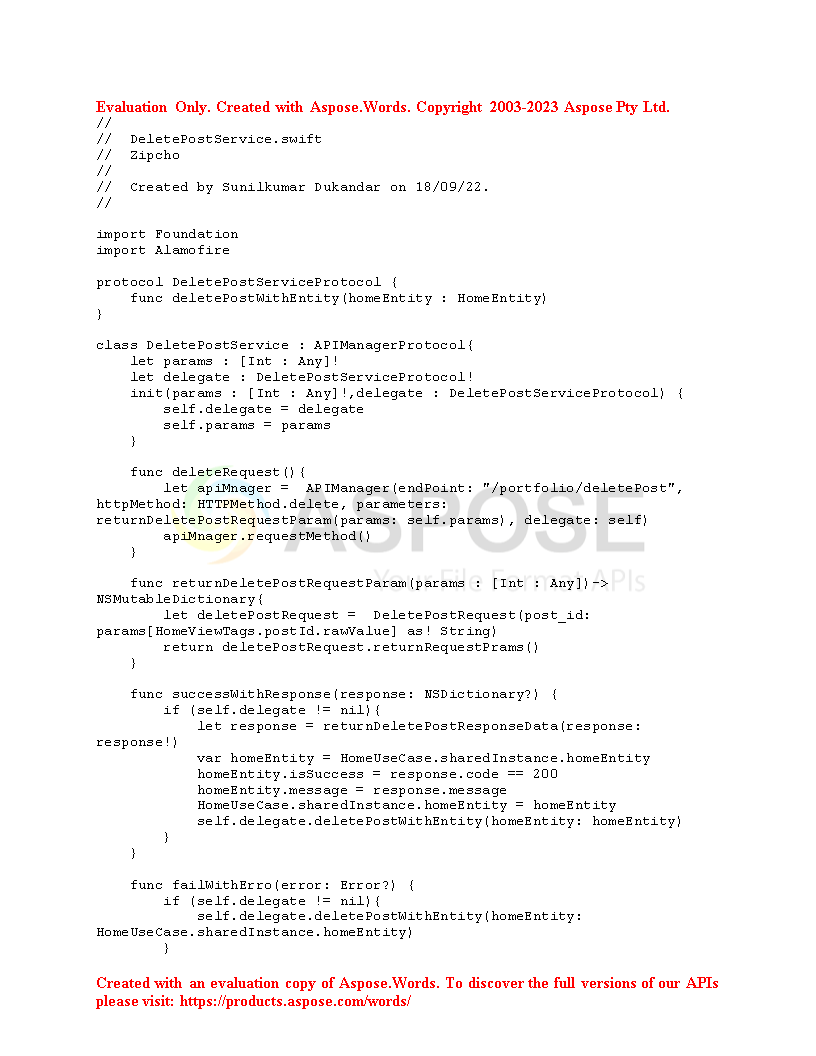 Evaluation Only. Created with Aspose.Words. Copyright 2003-2023 Aspose Pty Ltd.
//
//  DeletePostService.swift
//  Zipcho
//
//  Created by Sunilkumar Dukandar on 18/09/22.
//

import Foundation
import Alamofire

protocol DeletePostServiceProtocol {
    func deletePostWithEntity(homeEntity : HomeEntity)
}

class DeletePostService : APIManagerProtocol{
    let params : [Int : Any]!
    let delegate : DeletePostServiceProtocol!
    init(params : [Int : Any]!,delegate : DeletePostServiceProtocol) {
        self.delegate = delegate
        self.params = params
    }

    func deleteRequest(){
        let apiMnager =  APIManager(endPoint: "/portfolio/deletePost",
httpMethod: HTTPMethod.delete, parameters:
returnDeletePostRequestParam(params: self.params), delegate: self)
        apiMnager.requestMethod()
    }

    func returnDeletePostRequestParam(params : [Int : Any])->
NSMutableDictionary{
        let deletePostRequest =  DeletePostRequest(post_id:
params[HomeViewTags.postId.rawValue] as! String)
        return deletePostRequest.returnRequestPrams()
    }

    func successWithResponse(response: NSDictionary?) {
        if (self.delegate != nil){
            let response = returnDeletePostResponseData(response:
response!)
            var homeEntity = HomeUseCase.sharedInstance.homeEntity
            homeEntity.isSuccess = response.code == 200
            homeEntity.message = response.message
            HomeUseCase.sharedInstance.homeEntity = homeEntity
            self.delegate.deletePostWithEntity(homeEntity: homeEntity)
        }
    }

    func failWithErro(error: Error?) {
        if (self.delegate != nil){
            self.delegate.deletePostWithEntity(homeEntity:
HomeUseCase.sharedInstance.homeEntity)
        }
ASPOSE
Your File Format APIs
Created with an evaluation copy of Aspose.Words. To discover the full versions of our APIs
please visit: https://products.aspose.com/words/